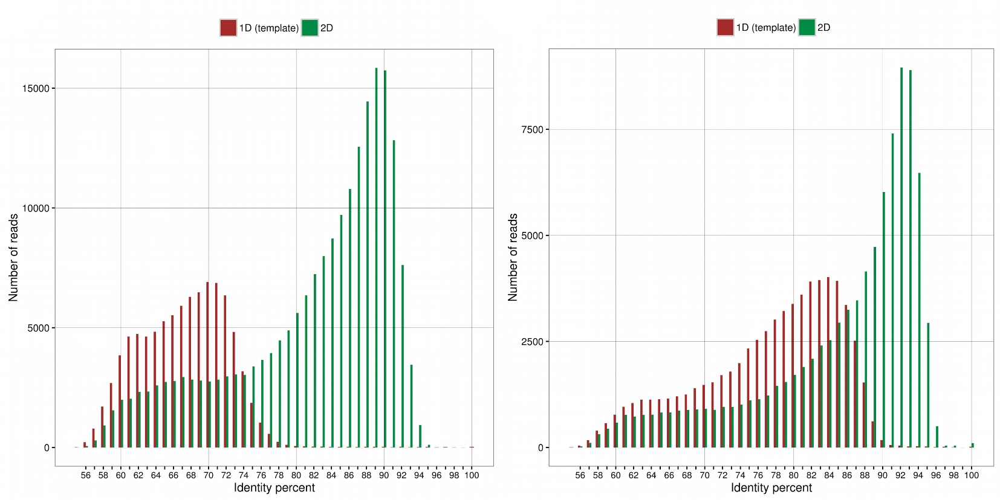 1D (template) 2D
15000
10000
5000
0
Number of reads
56 58 60 62 64 66 68 70 72 74 76 78 80 82 84 86 88 90 92 94 96 98 100
Identity percent
1D (template) 2D
7500
5000
2500
0
Number of reads
56 58 60 62 64 66 68 70 72 74 76 78 80 82 84 86 88 90 92 94 96 98 100
Identity percent